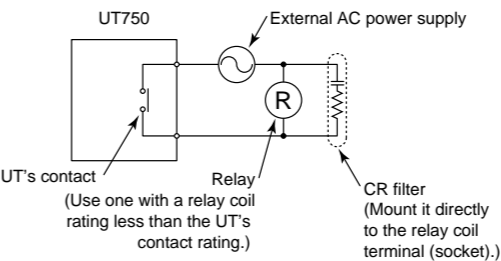 UT750
External AC power supply
R
UT's contact
Relay
(Use one with a relay coil
rating less than the UT's
contact rating.)
CR filter
(Mount it directly
to the relay coil
terminal (socket).)